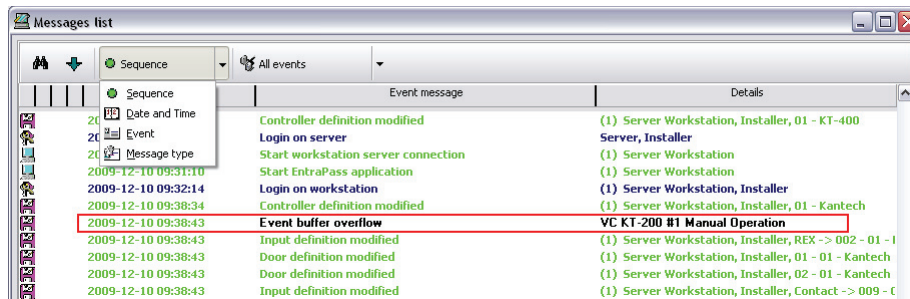 Messages list
Sequence All events
Event message Details
Sequence
Date and Time
Event
Message type
20 Controller definition modified (1) Server Workstation, Installer, 01 - KT-400
20 Login on server Server, Installer
20 Start workstation server connection (1) Server Workstation
2009-12-10 09:31:10 Start EntraPass application (1) Server Workstation
2009-12-10 09:32:14 Login on workstation (1) Server Workstation, Installer
2009-12-10 09:38:34 Controller definition modified (1) Server Workstation, Installer, 01 - Kantech
2009-12-10 09:38:43 Event buffer overflow VC KT-200 #1 Manual Operation
2009-12-10 09:38:43 Input definition modified (1) Server Workstation, Installer, REX -> 002 - 01 -
2009-12-10 09:38:43 Door definition modified (1) Server Workstation, Installer, 01 - 01 - Kantech
2009-12-10 09:38:43 Door definition modified (1) Server Workstation, Installer, 02 - 01 - Kantech
2009-12-10 09:38:43 Input definition modified (1) Server Workstation, Installer, Contact -> 009 -